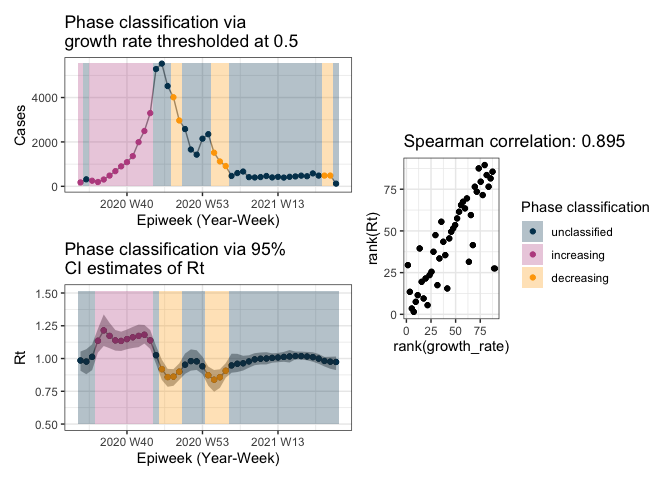 Phase classification via
growth rate thresholded at 0.5
Cases
4000
2000
0
2020 W40 2020 W53 2021 W13
Epiweek (Year-Week)
Phase classification via 95%
CI estimates of Rt
Rt
1.50
1.25
1.00
0.75
0.50
2020 W40 2020 W53 2021 W13
Epiweek (Year-Week)
Spearman correlation: 0.895
rank(Rt)
75
50
25
0
0 25 50 75
rank(growth_rate)
Phase classification
unclassified
increasing
decreasing